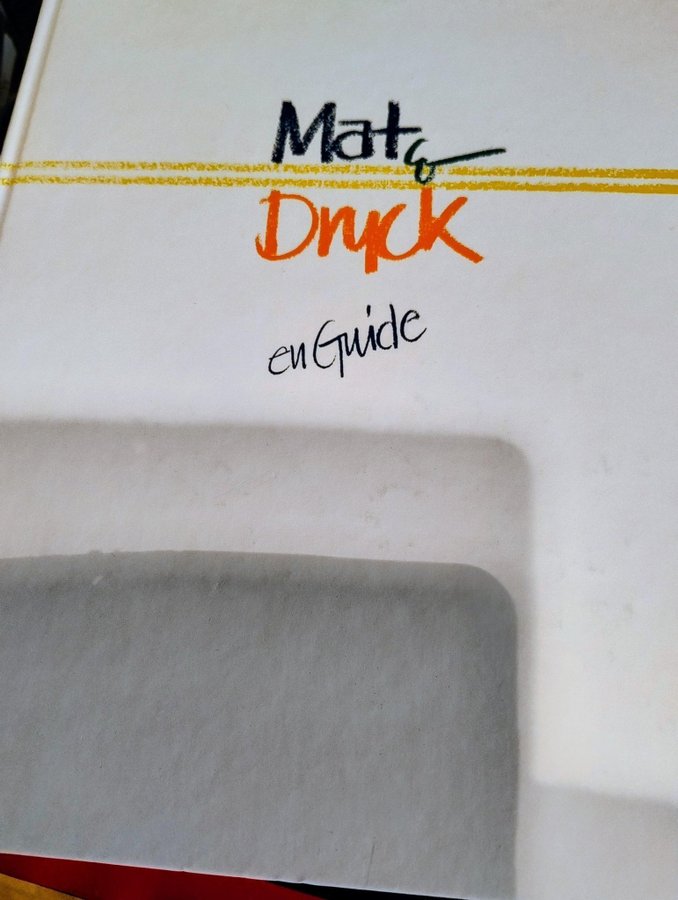 Mat &
Dryck
en Guide